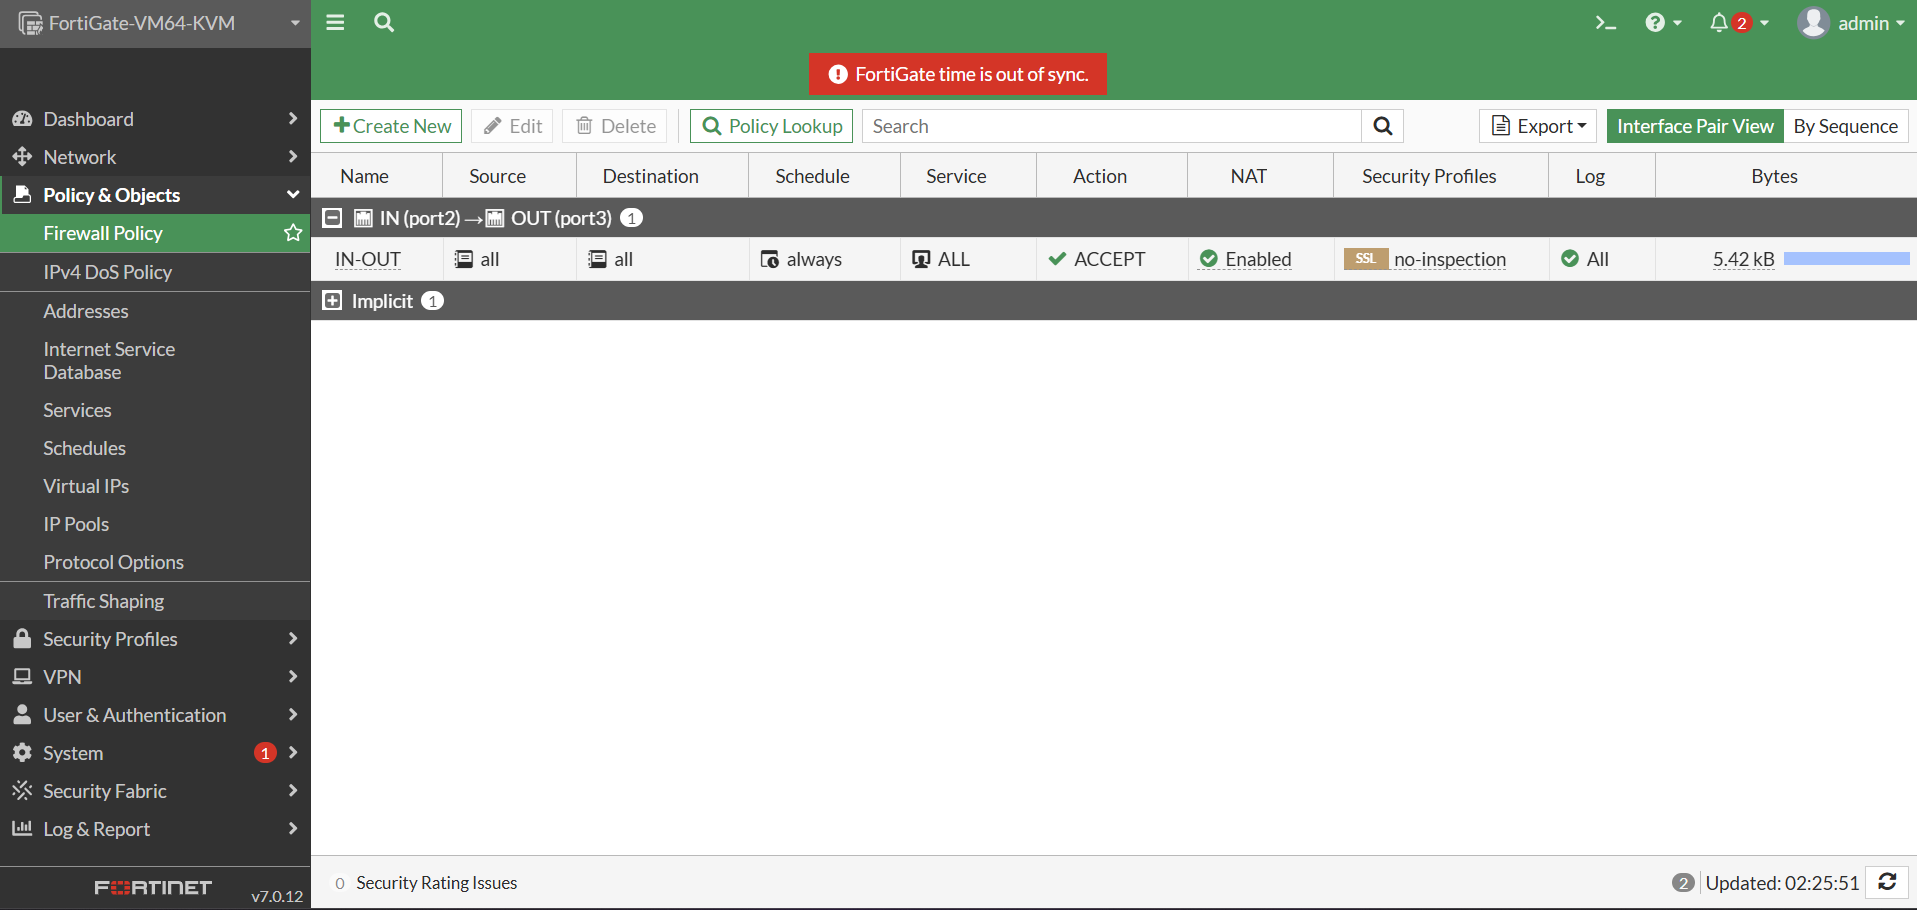 FortiGate-VM64-KVM
2
admin
FortiGate time is out of sync.
Dashboard
Network
Policy & Objects
Firewall Policy
IPv4 DoS Policy
Addresses
Internet Service
Database
Services
Schedules
Virtual IPs
IP Pools
Protocol Options
Traffic Shaping
Security Profiles
VPN
User & Authentication
System 1
Security Fabric
Log & Report
FORTINET v7.0.12
Create New Edit Delete Policy Lookup Search Export Interface Pair View By Sequence
Name Source Destination Schedule Service Action NAT Security Profiles Log Bytes
IN (port2) → OUT (port3) 1
IN-OUT all all always ALL ACCEPT Enabled SSL no-inspection All 5.42 kB
Implicit 1
0 Security Rating Issues
2 Updated: 02:25:51